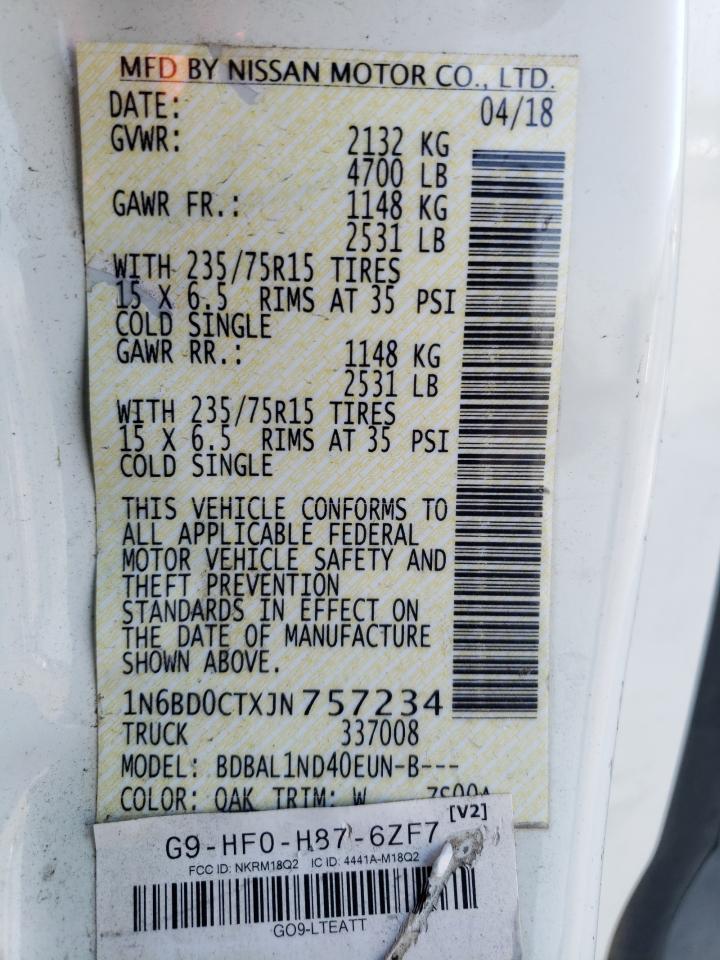 MFD BY NISSAN MOTOR CO., LTD.
DATE: 04/18
GVWR: 2132 KG
4700 LB
GAWR FR.: 1148 KG
2531 LB
WITH 235/75R15 TIRES
15 X 6.5 RIMS AT 35 PSI
COLD SINGLE
GAWR RR.: 1148 KG
2531 LB
WITH 235/75R15 TIRES
15 X 6.5 RIMS AT 35 PSI
COLD SINGLE
THIS VEHICLE CONFORMS TO
ALL APPLICABLE FEDERAL
MOTOR VEHICLE SAFETY AND
THEFT PREVENTION
STANDARDS IN EFFECT ON
THE DATE OF MANUFACTURE
SHOWN ABOVE.
1N6BD0CTXJN757234
TRUCK 337008
MODEL: BDBAL1ND40EUN-B---
COLOR: QAK TRIM: W
[V2]
G9-HF0-H87-6ZF7
FCC ID: NKRM18Q2 IC ID: 4441A-M18Q2
GO9-LTEATT